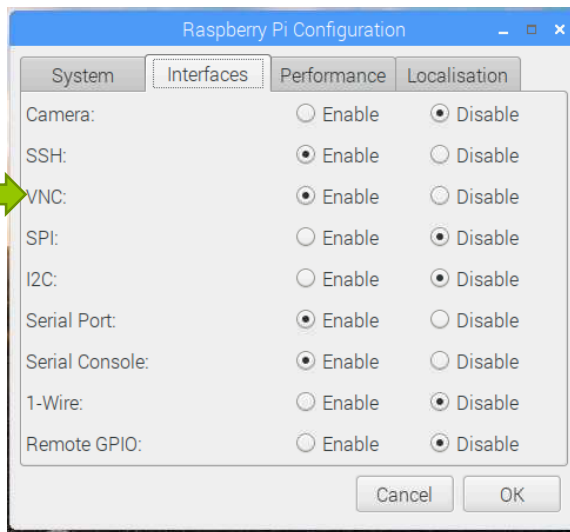 Raspberry Pi Configuration
System Interfaces Performance Localisation
Camera: Enable Disable
SSH: Enable Disable
VNC: Enable Disable
SPI: Enable Disable
I2C: Enable Disable
Serial Port: Enable Disable
Serial Console: Enable Disable
1-Wire: Enable Disable
Remote GPIO: Enable Disable
Cancel OK